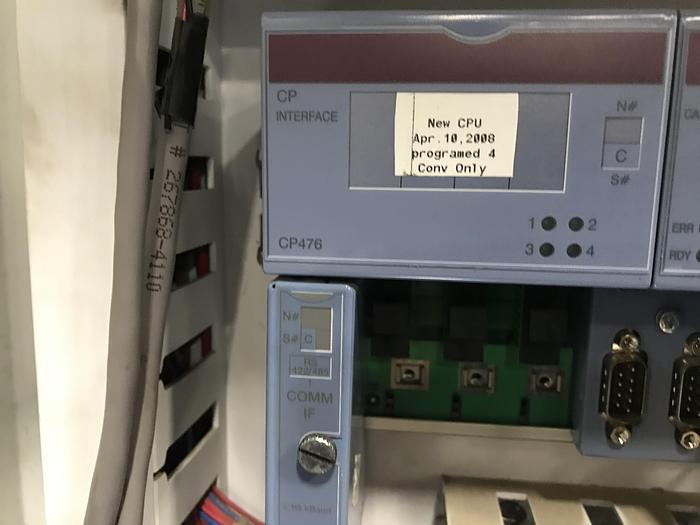 CP
INTERFACE
New CPU
Apr.10,2008
programed 4
Conv Only
N#
C
S#
CA
1 2
3 4
ERR
RDY
CP476
# 267868-4110
N#
S# C
RS
422/485
COMM
IF